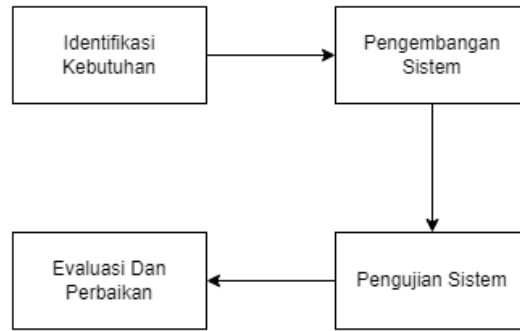 Identifikasi
Kebutuhan
Pengembangan
Sistem
Pengujian Sistem
Evaluasi Dan
Perbaikan